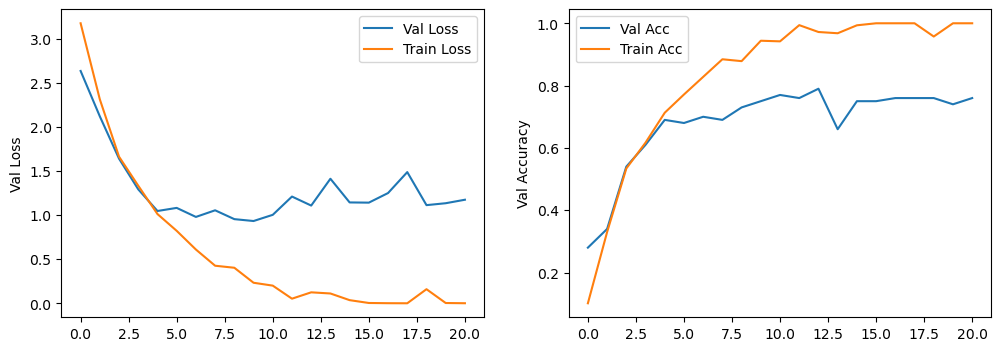 Val Loss
Train Loss
Val Loss
3.0
2.5
2.0
1.5
1.0
0.5
0.0
0.0 2.5 5.0 7.5 10.0 12.5 15.0 17.5 20.0
Val Acc
Train Acc
Val Accuracy
1.0
0.8
0.6
0.4
0.2
0.0 2.5 5.0 7.5 10.0 12.5 15.0 17.5 20.0